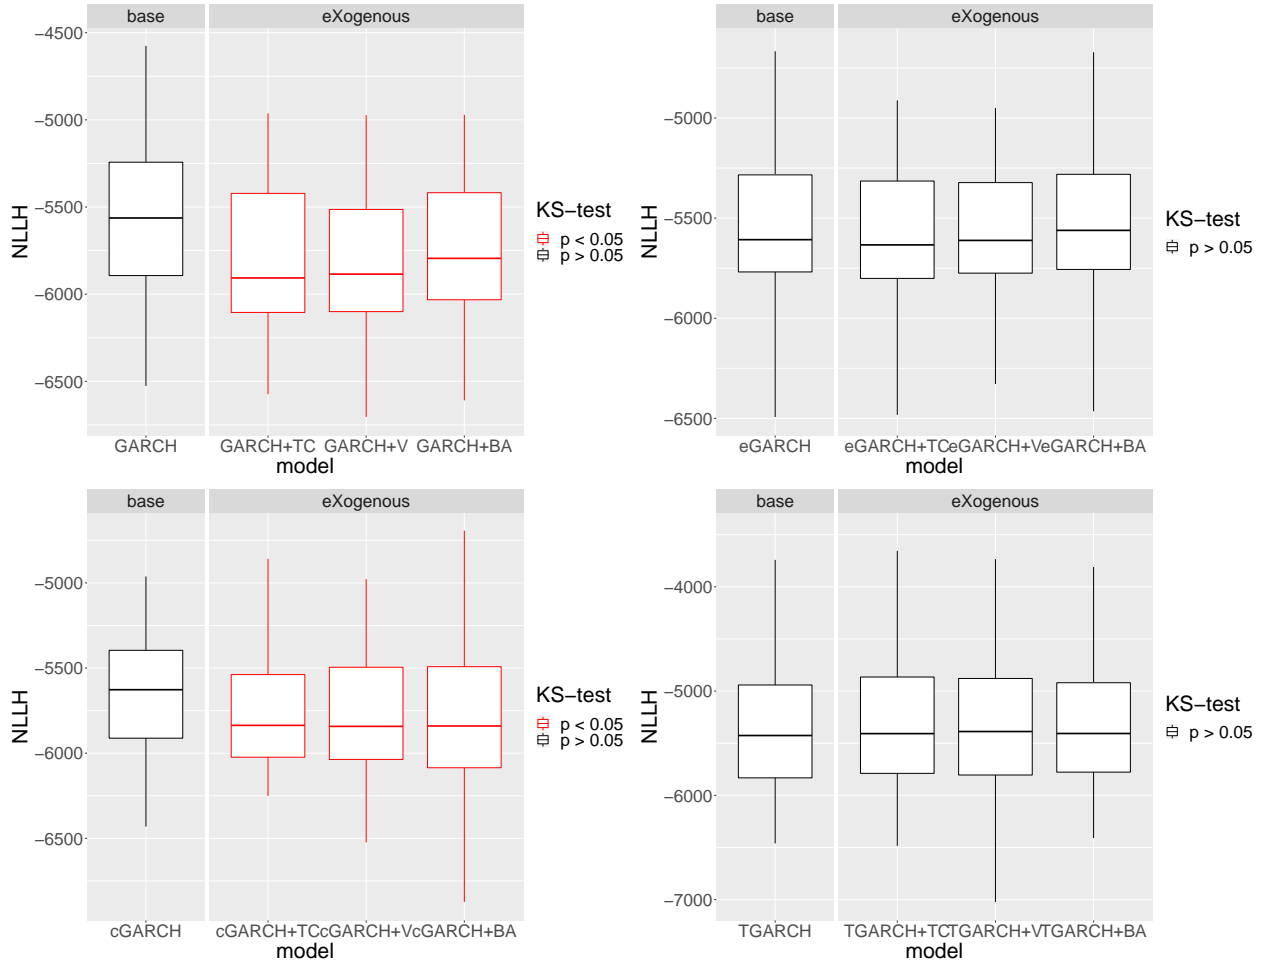 base
eXogenous
−4500
−5000
−5500
−6000
−6500
NLLH
GARCH
GARCH+TC
GARCH+V
GARCH+BA
model
KS−test
p < 0.05
p > 0.05
base
eXogenous
−5000
−5500
−6000
−6500
NLLH
eGARCH
eGARCH+TC
eGARCH+V
eGARCH+BA
model
KS−test
p > 0.05
base
eXogenous
−5000
−5500
−6000
−6500
NLLH
cGARCH
cGARCH+TC
cGARCH+V
cGARCH+BA
model
KS−test
p < 0.05
p > 0.05
base
eXogenous
−4000
−5000
−6000
−7000
NLLH
TGARCH
TGARCH+TC
TGARCH+V
TGARCH+BA
model
KS−test
p > 0.05